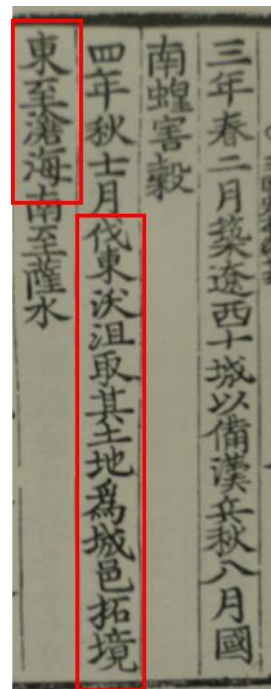 三年春二月築遼西十城以備漢兵秋八月國
南蝗害穀
四年秋七月伐東沃沮取其土地爲城邑拓境
東至滄海南至薩水